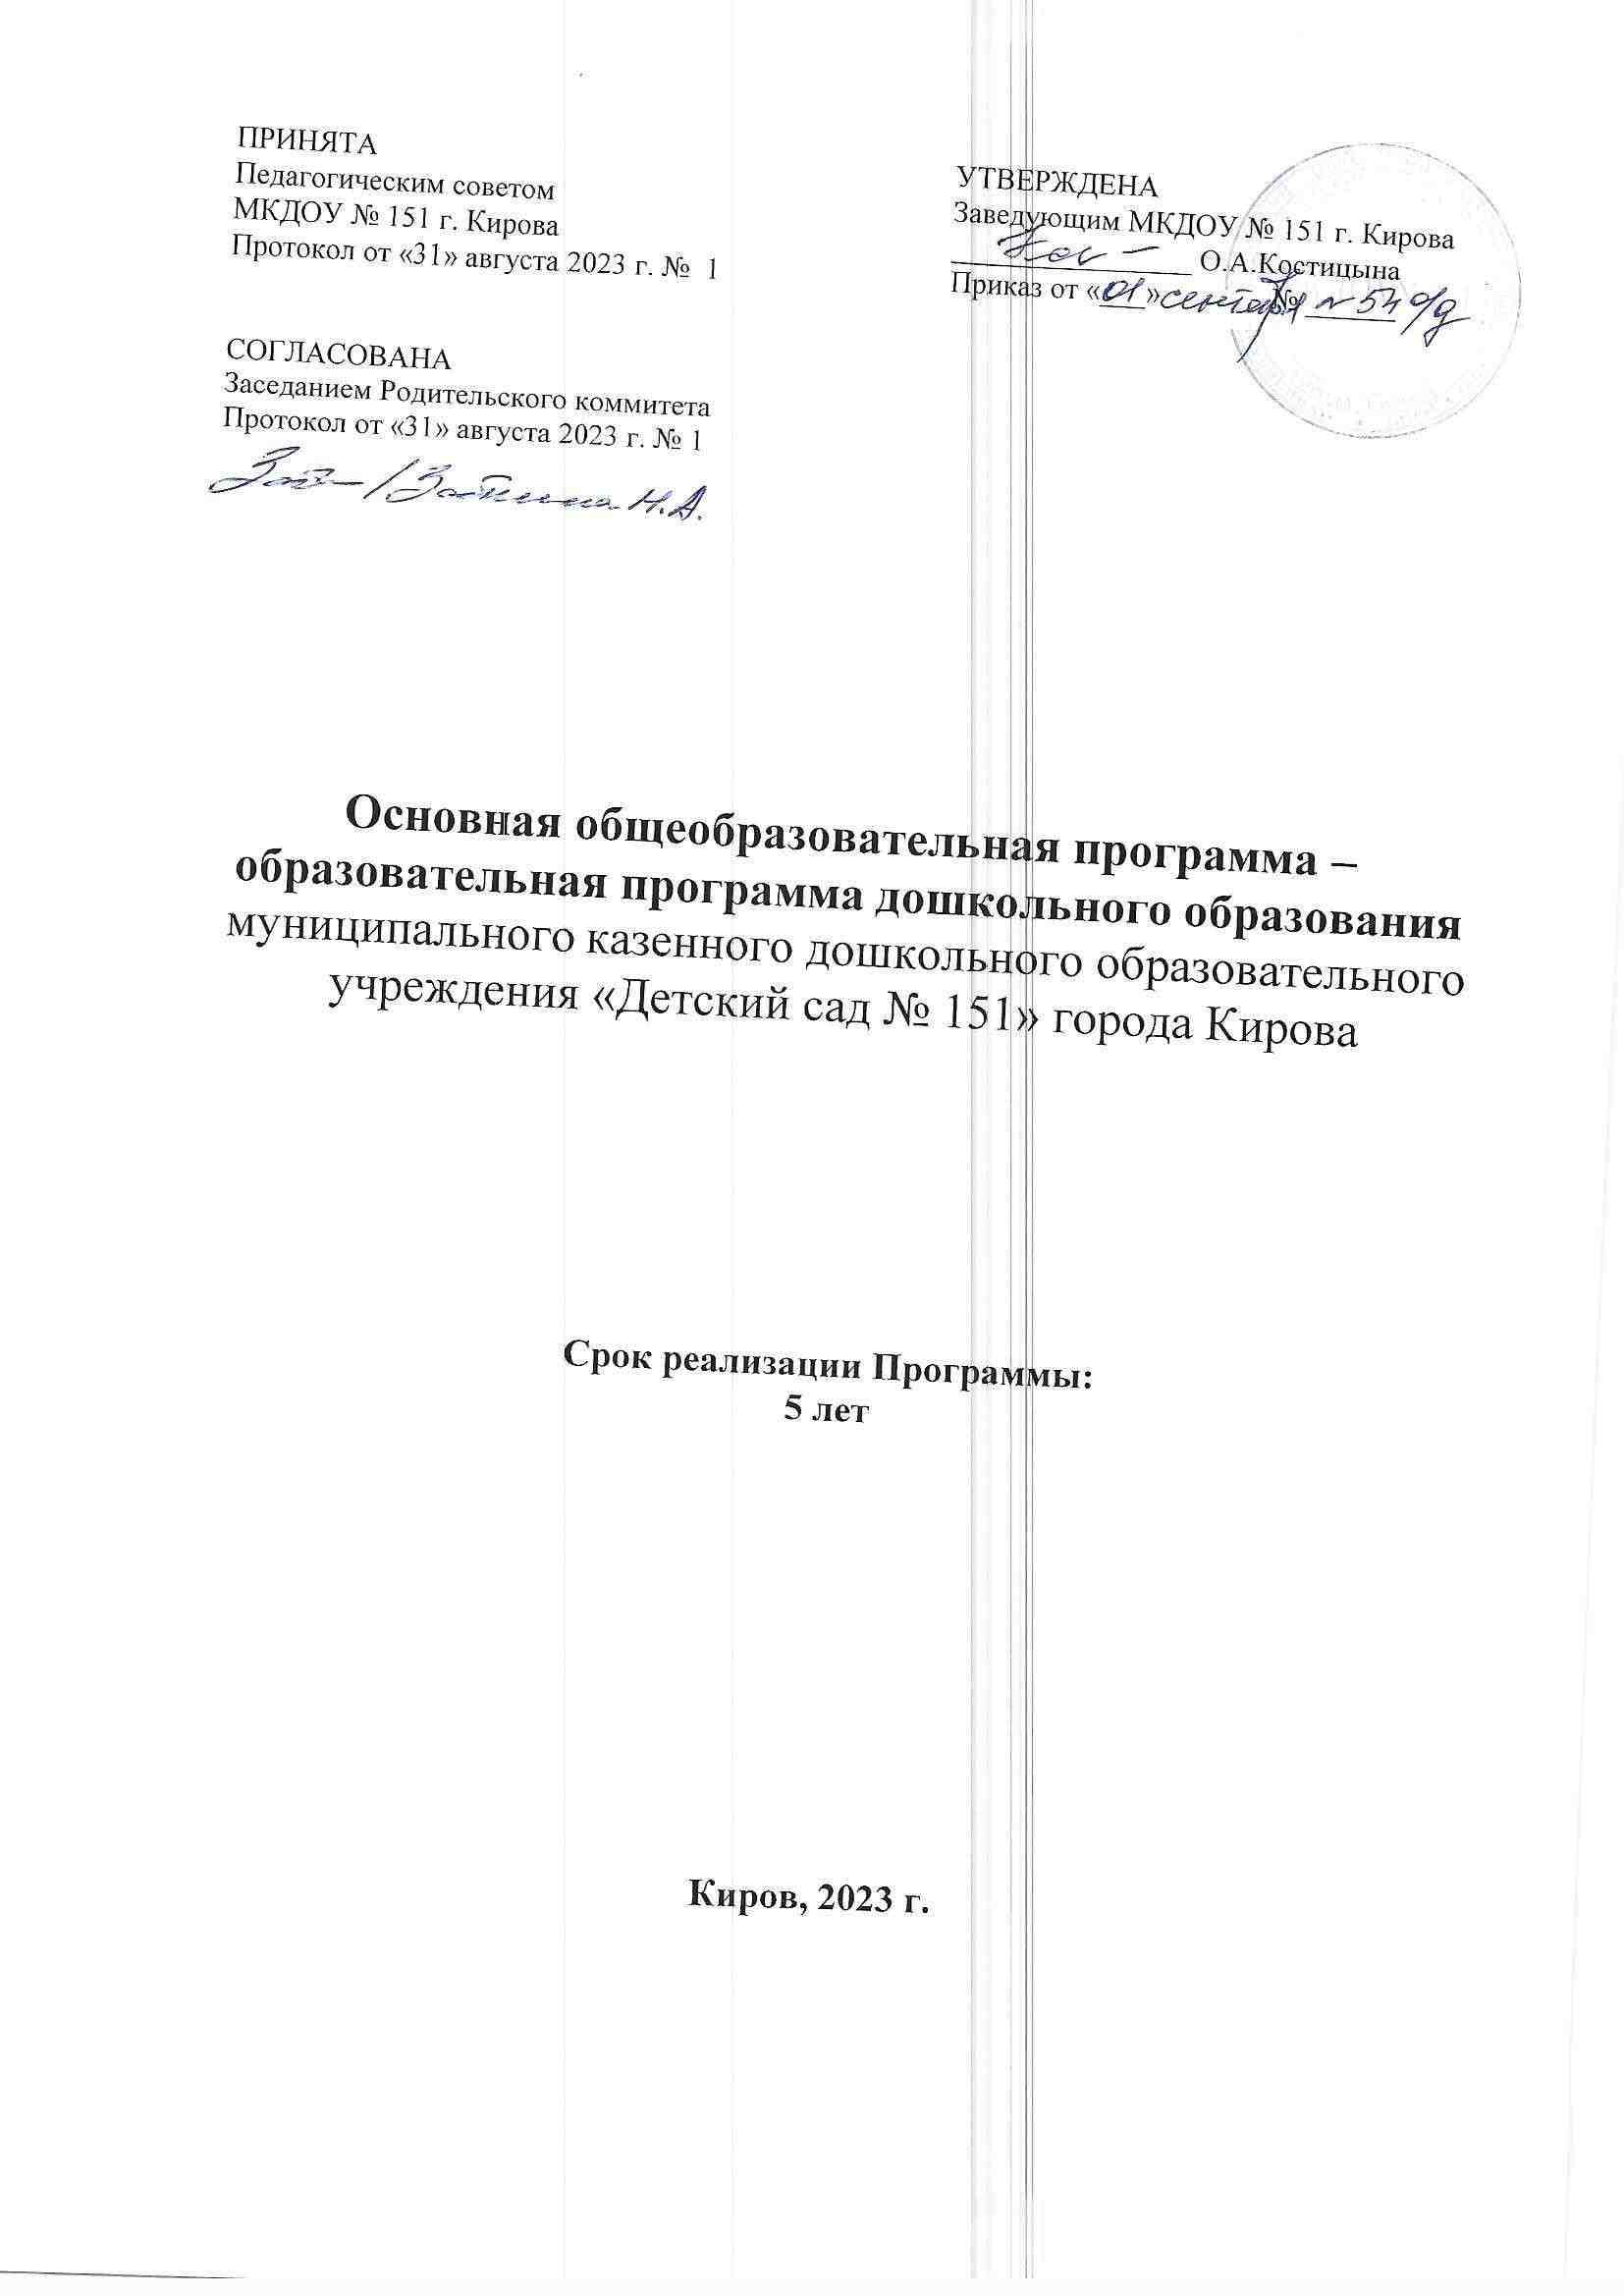 ПРИНЯТА
Педагогическим советом
МКДОУ № 151 г. Кирова
Протокол от «31» августа 2023 г. № 1
УТВЕРЖДЕНА
Заведующим МКДОУ № 151 г. Кирова
О.А.Костицына
Приказ от «01» сентября № 54 о/д
СОГЛАСОВАНА
Заседанием Родительского коммитета
Протокол от «31» августа 2023 г. № 1
Н.А.
Основная общеобразовательная программа –
образовательная программа дошкольного образования
муниципального казенного дошкольного образовательного
учреждения «Детский сад № 151» города Кирова
Срок реализации Программы:
5 лет
Киров, 2023 г.